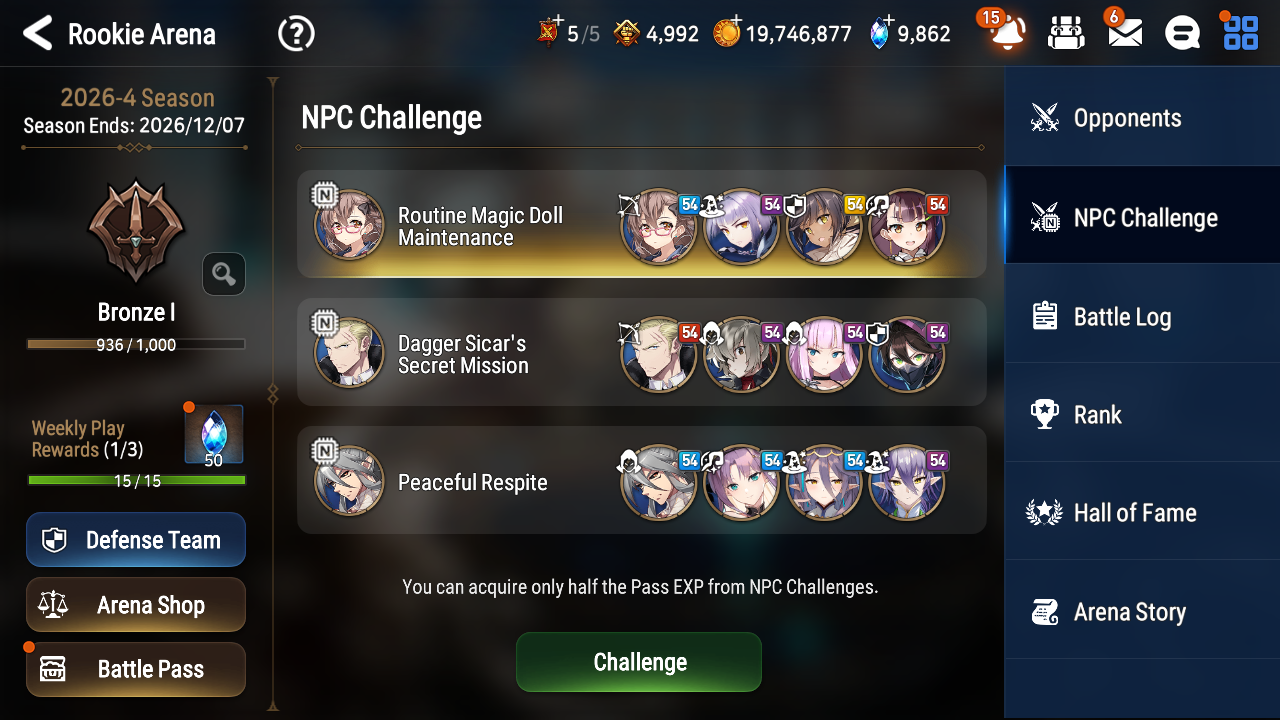 Rookie Arena
?
5/5
4,992
19,746,877
9,862
15
6
2026-4 Season
Season Ends: 2026/12/07
Bronze I
936 / 1,000
Weekly Play
Rewards (1/3)
50
15 / 15
Defense Team
Arena Shop
Battle Pass
NPC Challenge
N
Routine Magic Doll
Maintenance
54
54
54
54
N
Dagger Sicar's
Secret Mission
54
54
54
54
N
Peaceful Respite
54
54
54
54
You can acquire only half the Pass EXP from NPC Challenges.
Challenge
Opponents
N
NPC Challenge
Battle Log
Rank
Hall of Fame
Arena Story